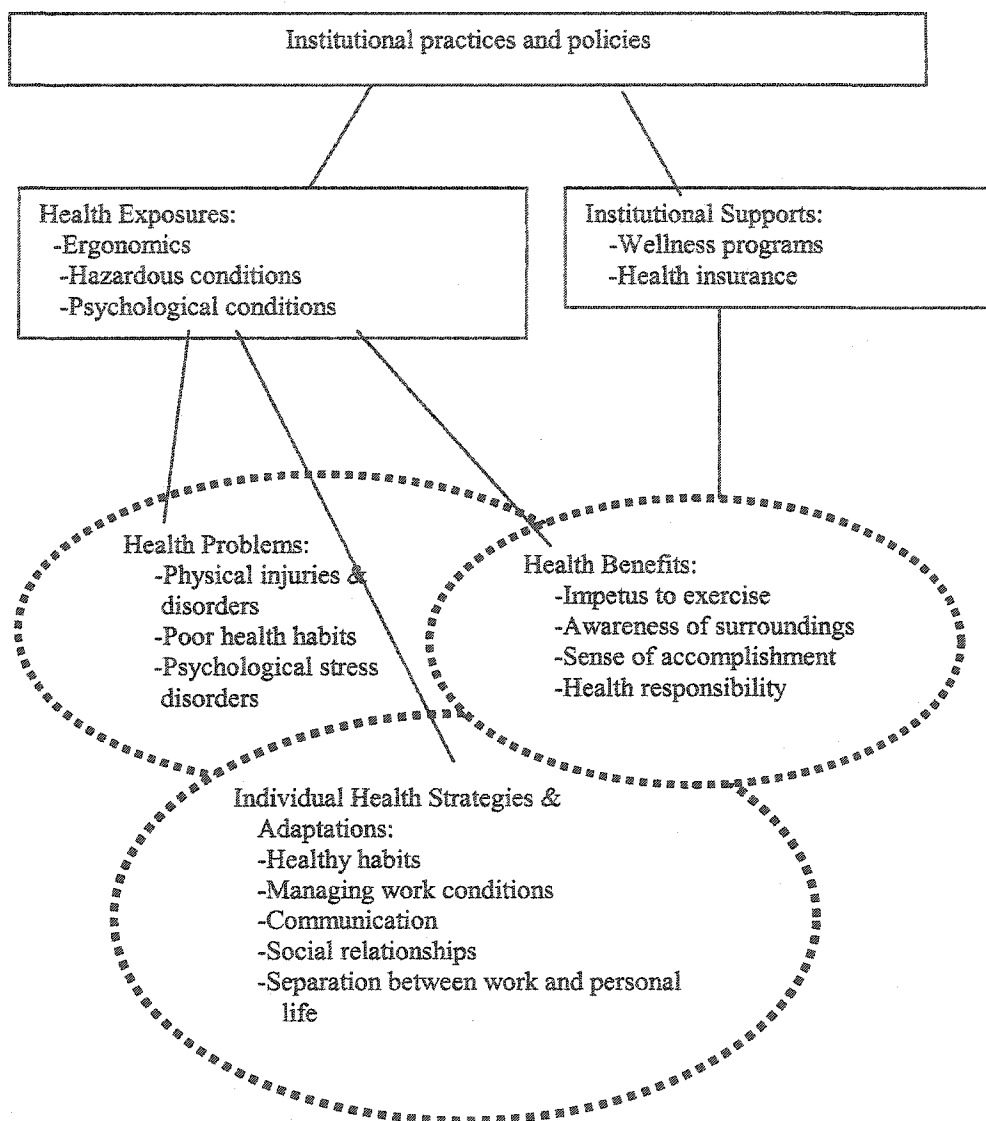 Institutional practices and policies
Health Exposures:
-Ergonomics
-Hazardous conditions
-Psychological conditions
Institutional Supports:
-Wellness programs
-Health insurance
Health Problems:
-Physical injuries &
disorders
-Poor health habits
-Psychological stress
disorders
Health Benefits:
-Impetus to exercise
-Awareness of surroundings
-Sense of accomplishment
-Health responsibility
Individual Health Strategies &
Adaptations:
-Healthy habits
-Managing work conditions
-Communication
-Social relationships
-Separation between work and personal
life